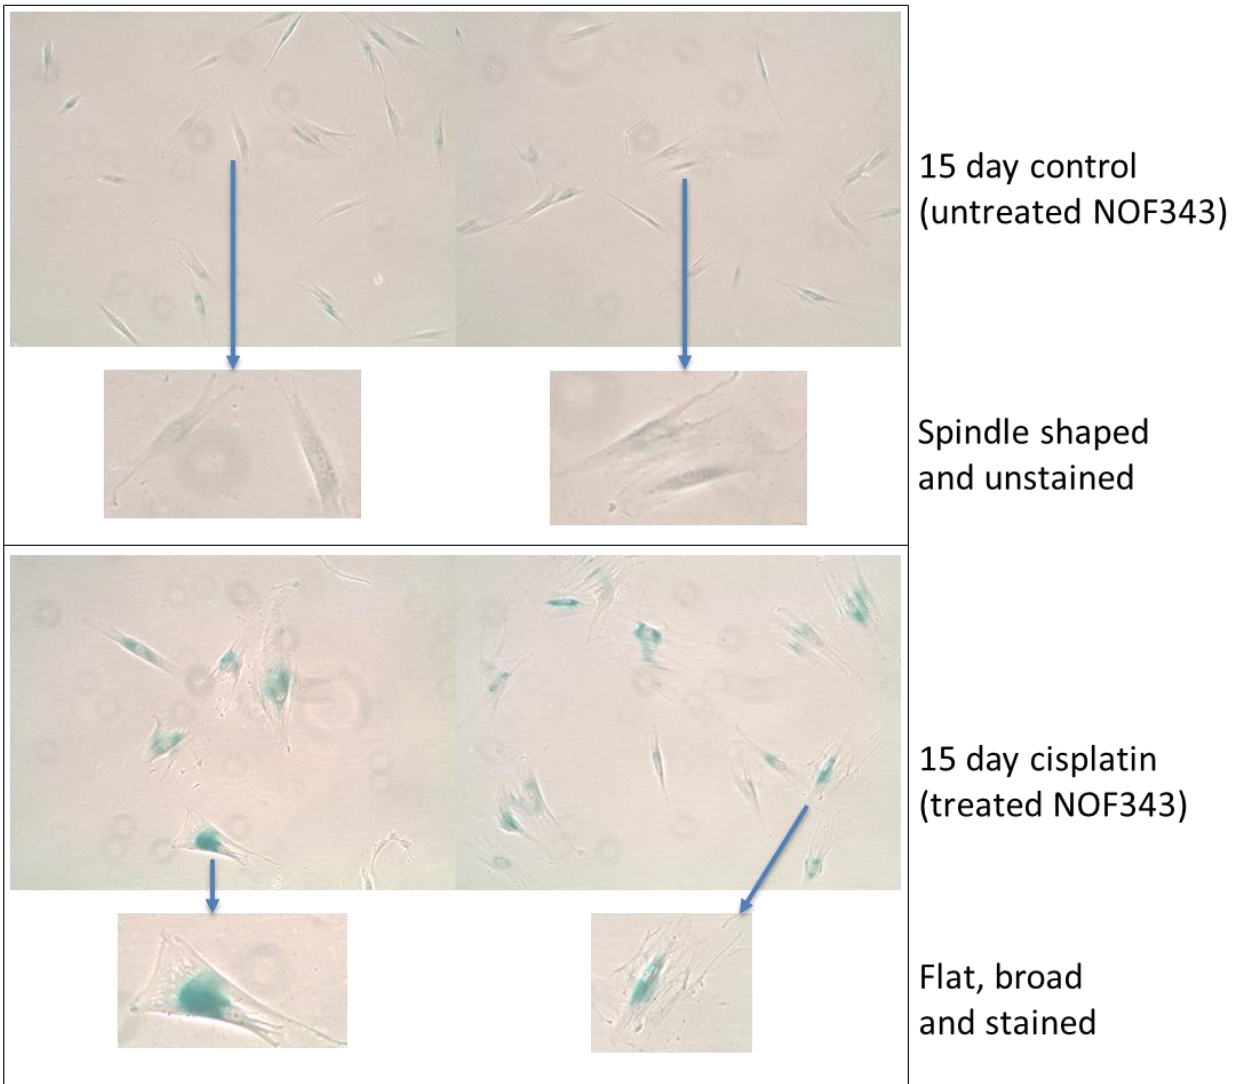 15 day control
(untreated NOF343)
Spindle shaped
and unstained
15 day cisplatin
(treated NOF343)
Flat, broad
and stained